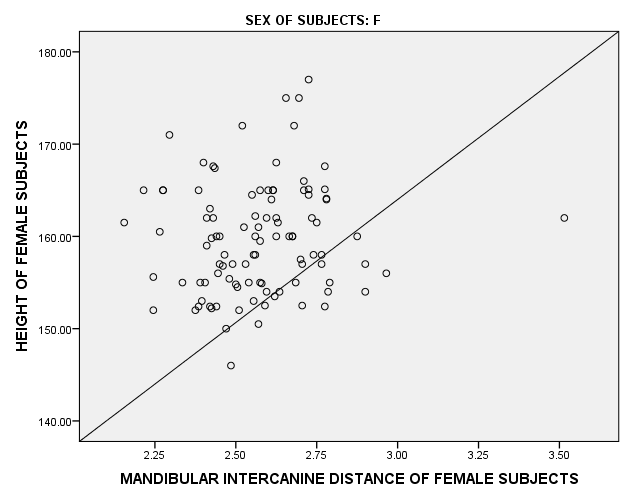 SEX OF SUBJECTS: F
180.00
170.00
160.00
150.00
140.00
HEIGHT OF FEMALE SUBJECTS
2.25 2.50 2.75 3.00 3.25 3.50
MANDIBULAR INTERCANINE DISTANCE OF FEMALE SUBJECTS